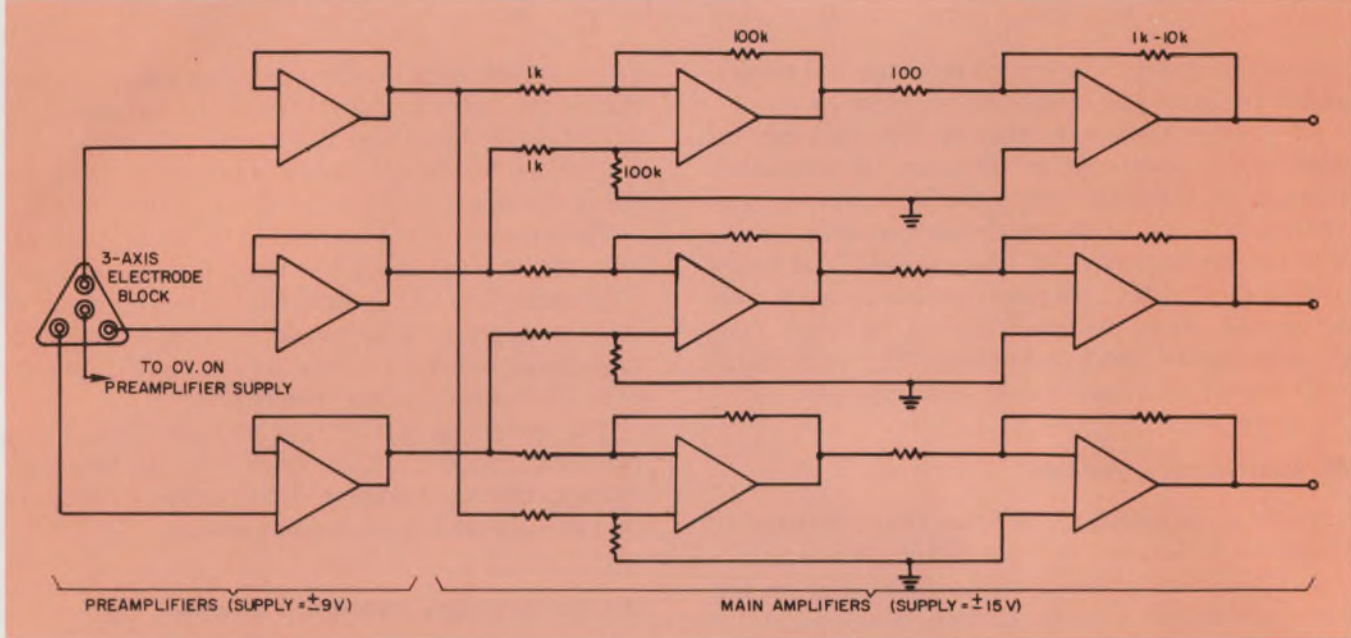 100k
1k-10k
1k
100
1k
100k
3-AXIS
ELECTRODE
BLOCK
TO OV. ON
PREAMPLIFIER SUPPLY
PREAMPLIFIERS (SUPPLY = ±9V)
MAIN AMPLIFIERS (SUPPLY = ±15V)